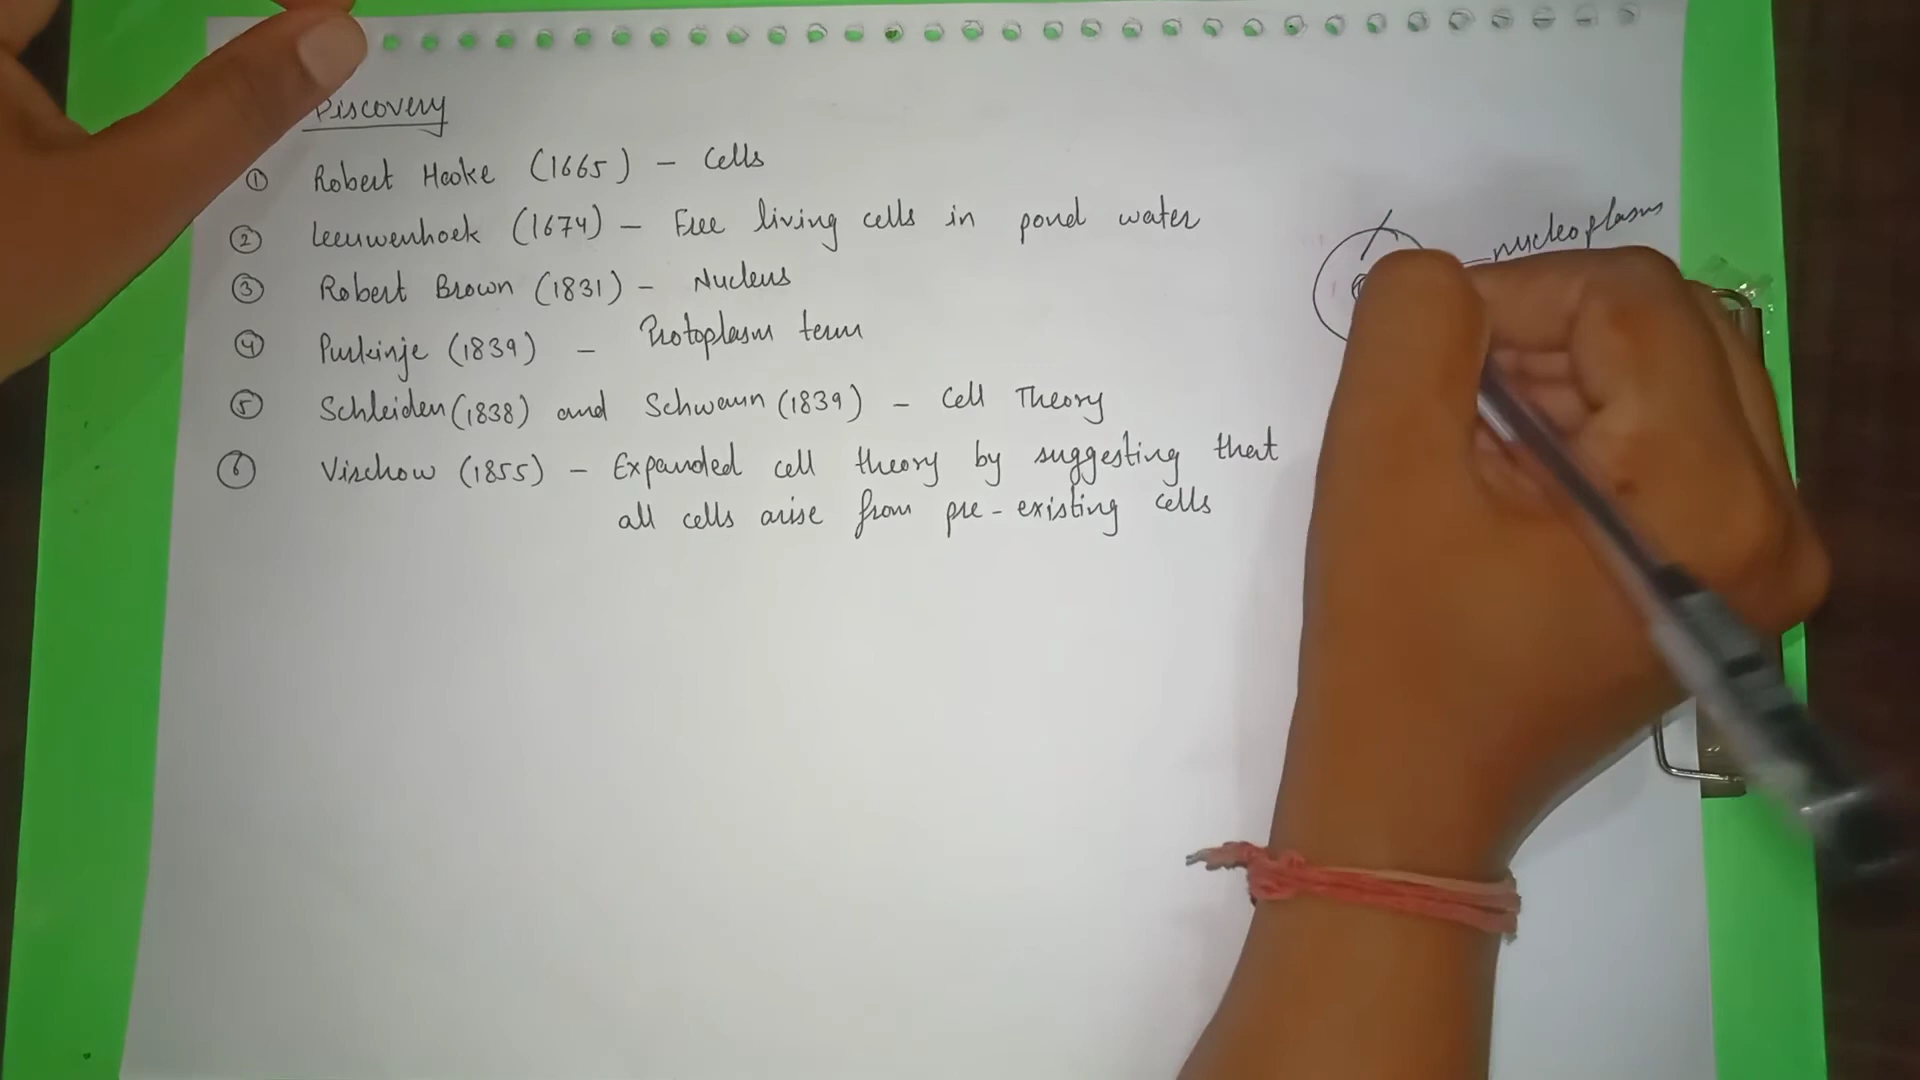 Discovery
① Robert Hooke (1665) - Cells
② Leeuwenhoek (1674) - Free living cells in pond water
③ Robert Brown (1831) - Nucleus
④ Purkinje (1839) - Protoplasm term
⑤ Schleiden (1838) and Schwann (1839) - Cell Theory
⑥ Virchow (1855) - Expanded cell theory by suggesting that
all cells arise from pre-existing cells
nucleoplasm